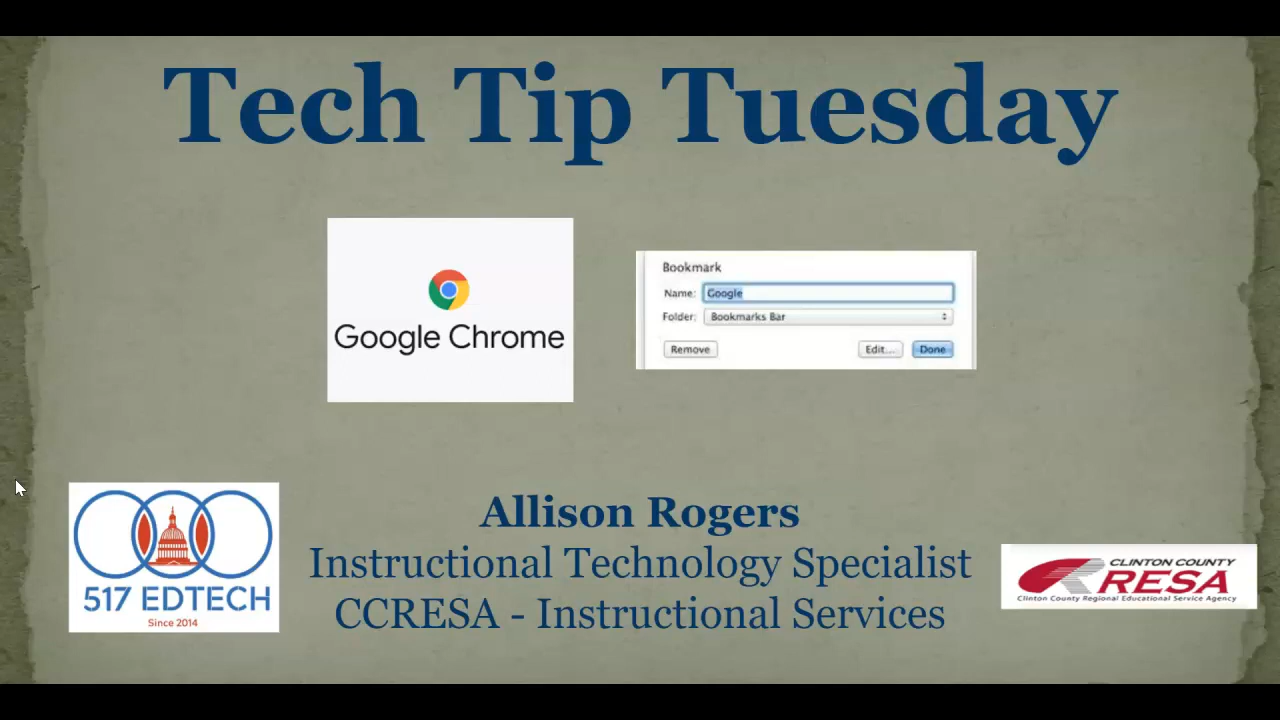 Tech Tip Tuesday
Google Chrome
Bookmark
Name: Google
Folder: Bookmarks Bar
Remove Edit... Done
Allison Rogers
Instructional Technology Specialist
CCRESA - Instructional Services
517 EDTECH
Since 2014
CLINTON COUNTY
RESA
Clinton County Regional Educational Service Agency